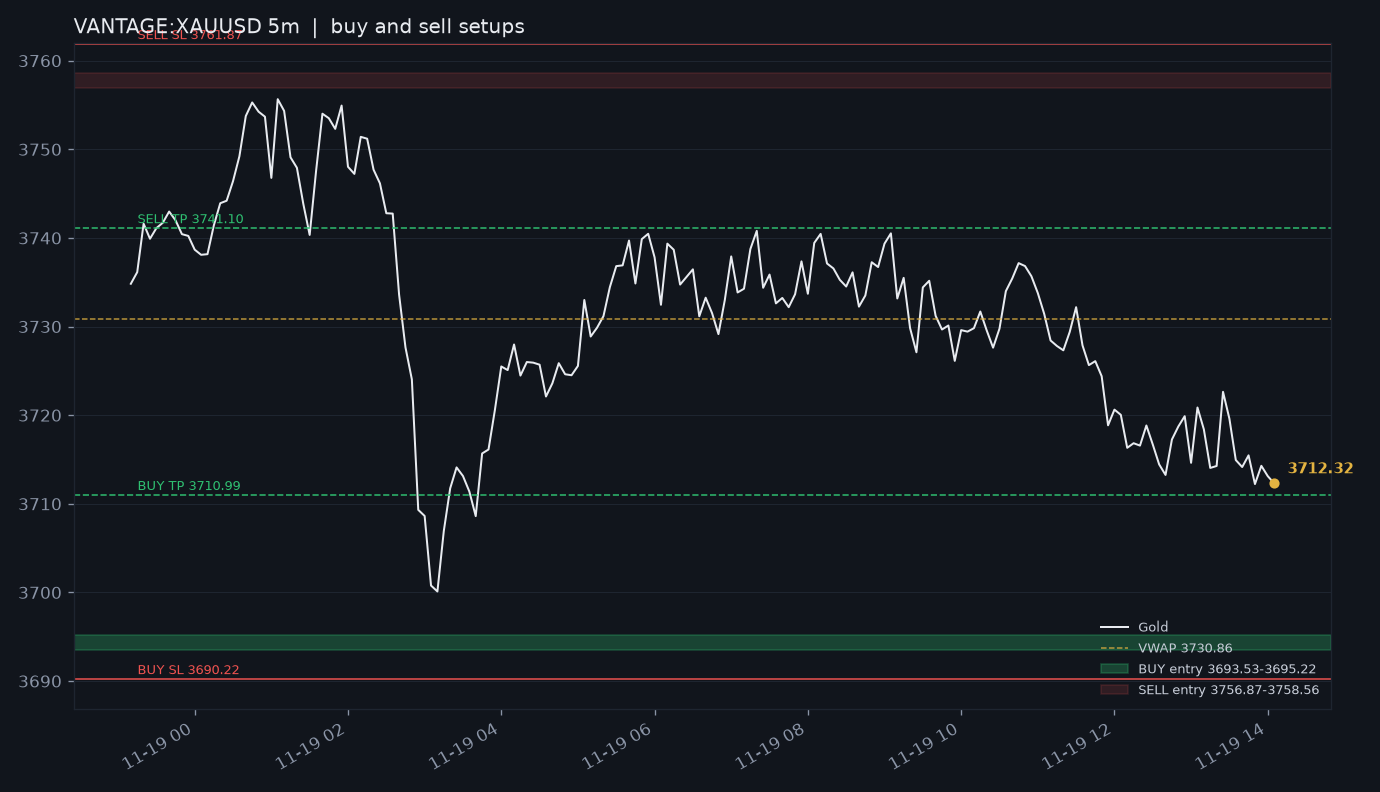 VANTAGE:XAUUSD 5m | buy and sell setups
SELL SL 3761.87
3760
3750
SELL TP 3741.10
3740
3730
3720
3712.32
BUY TP 3710.99
3710
3700
Gold
VWAP 3730.86
BUY entry 3693.53-3695.22
SELL entry 3756.87-3758.56
BUY SL 3690.22
3690
11-19 00
11-19 02
11-19 04
11-19 06
11-19 08
11-19 10
11-19 12
11-19 14